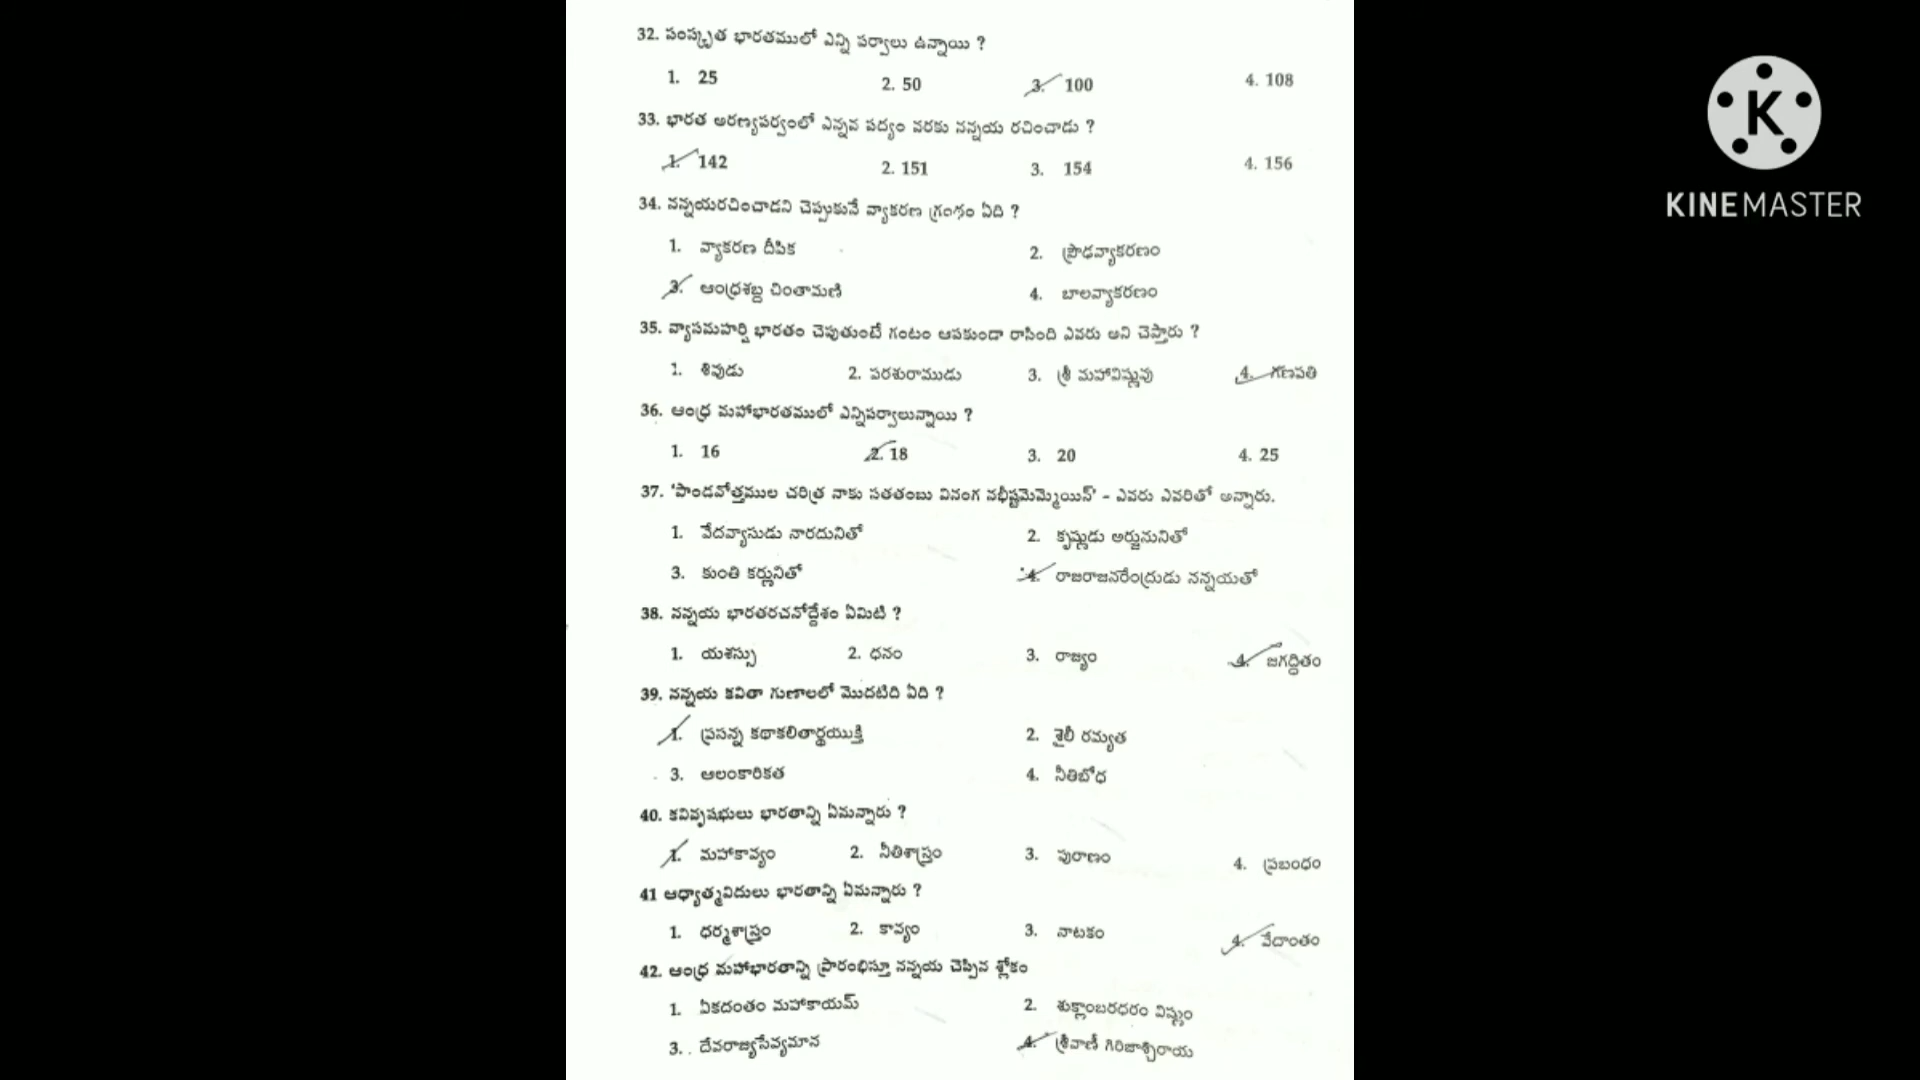 32. సంస్కృత భారతములో ఎన్ని పర్వాలు ఉన్నాయి ?
1. 25 2. 50 3. 100 4. 108
33. భారత అరణ్యపర్వంలో ఎన్నవ పద్యం వరకు నన్నయ రచించాడు ?
1. 142 2. 151 3. 154 4. 156
34. నన్నయరచించాడని చెప్పుకునే వ్యాకరణ గ్రంథం ఏది ?
1. వ్యాకరణ దీపిక 2. ప్రౌఢవ్యాకరణం
3. ఆంధ్రశబ్ద చింతామణి 4. బాలవ్యాకరణం
35. వ్యాసమహర్షి భారతం చెపుతుంటే గంటం ఆపకుండా రాసింది ఎవరు అని చెప్తారు ?
1. శివుడు 2. పరశురాముడు 3. శ్రీ మహావిష్ణువు 4. గణపతి
36. ఆంధ్ర మహాభారతములో ఎన్నిపర్వాలున్నాయి ?
1. 16 2. 18 3. 20 4. 25
37. 'పాండవోత్తముల చరిత్ర నాకు సతతంబు వినంగ నభీష్టమెమ్మెయిన్' - ఎవరు ఎవరితో అన్నారు.
1. వేదవ్యాసుడు నారదునితో 2. కృష్ణుడు అర్జునునితో
3. కుంతి కర్ణునితో 4. రాజరాజనరేంద్రుడు నన్నయతో
38. నన్నయ భారతరచనోద్దేశం ఏమిటి ?
1. యశస్సు 2. ధనం 3. రాజ్యం 4. జగద్ధితం
39. నన్నయ కవితా గుణాలలో మొదటిది ఏది ?
1. ప్రసన్న కథాకలితార్థయుక్తి 2. శైలీ రమ్యత
3. ఆలంకారికత 4. నీతిబోధ
40. కవివృషభులు భారతాన్ని ఏమన్నారు ?
1. మహాకావ్యం 2. నీతిశాస్త్రం 3. పురాణం 4. ప్రబంధం
41 ఆధ్యాత్మవిదులు భారతాన్ని ఏమన్నారు ?
1. ధర్మశాస్త్రం 2. కావ్యం 3. నాటకం 4. వేదాంతం
42. ఆంధ్ర మహాభారతాన్ని ప్రారంభిస్తూ నన్నయ చెప్పిన శ్లోకం
1. ఏకదంతం మహాకాయమ్ 2. శుక్లాంబరధరం విష్ణుం
3. దేవరాజ్యసేవ్యమాన 4. శ్రీవాణీ గిరిజాశ్చిరాయ
K
KINEMASTER